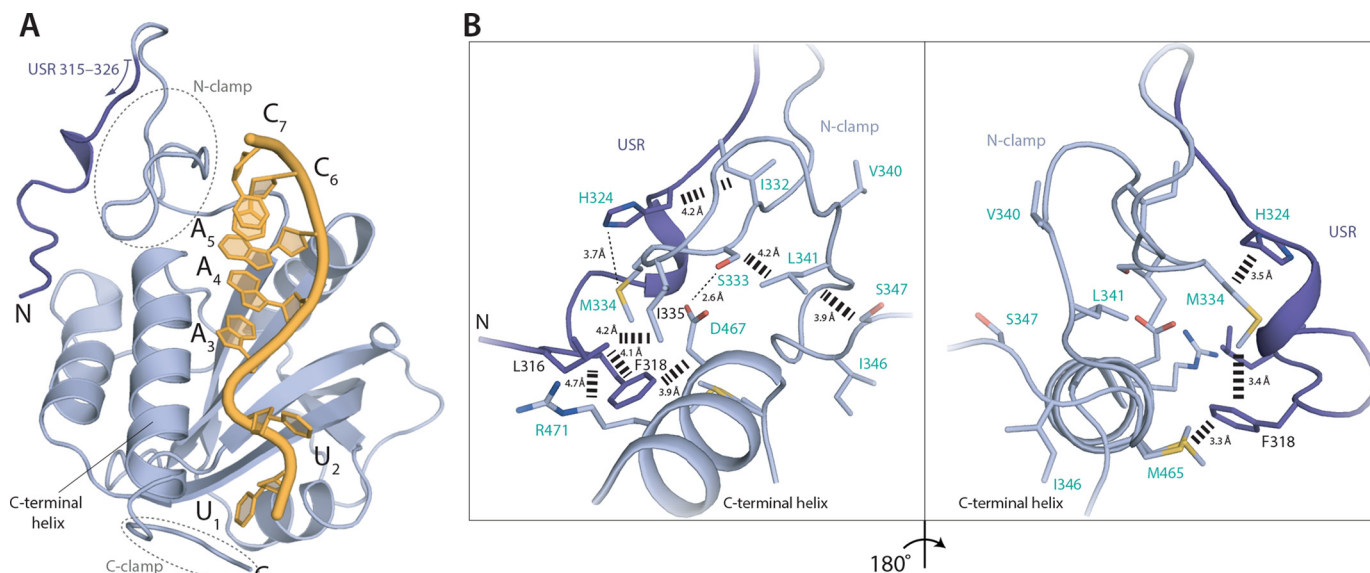 A
USR 315–326
N-clamp
C7
C6
A5
A4
A3
N
U2
U1
C-terminal
helix
C-clamp
B
USR
N-clamp
H324
I332
V340
4.2 Å
3.7 Å
4.2 Å
S333
L341
2.6 Å
M334
I335
D467
S347
3.9 Å
N
4.2 Å
4.1 Å
L316
F318
4.7 Å
3.9 Å
I346
R471
C-terminal helix
N-clamp
V340
H324
USR
3.5 Å
L341
M334
S347
3.4 Å
3.3 Å
F318
M465
I346
C-terminal helix
180°